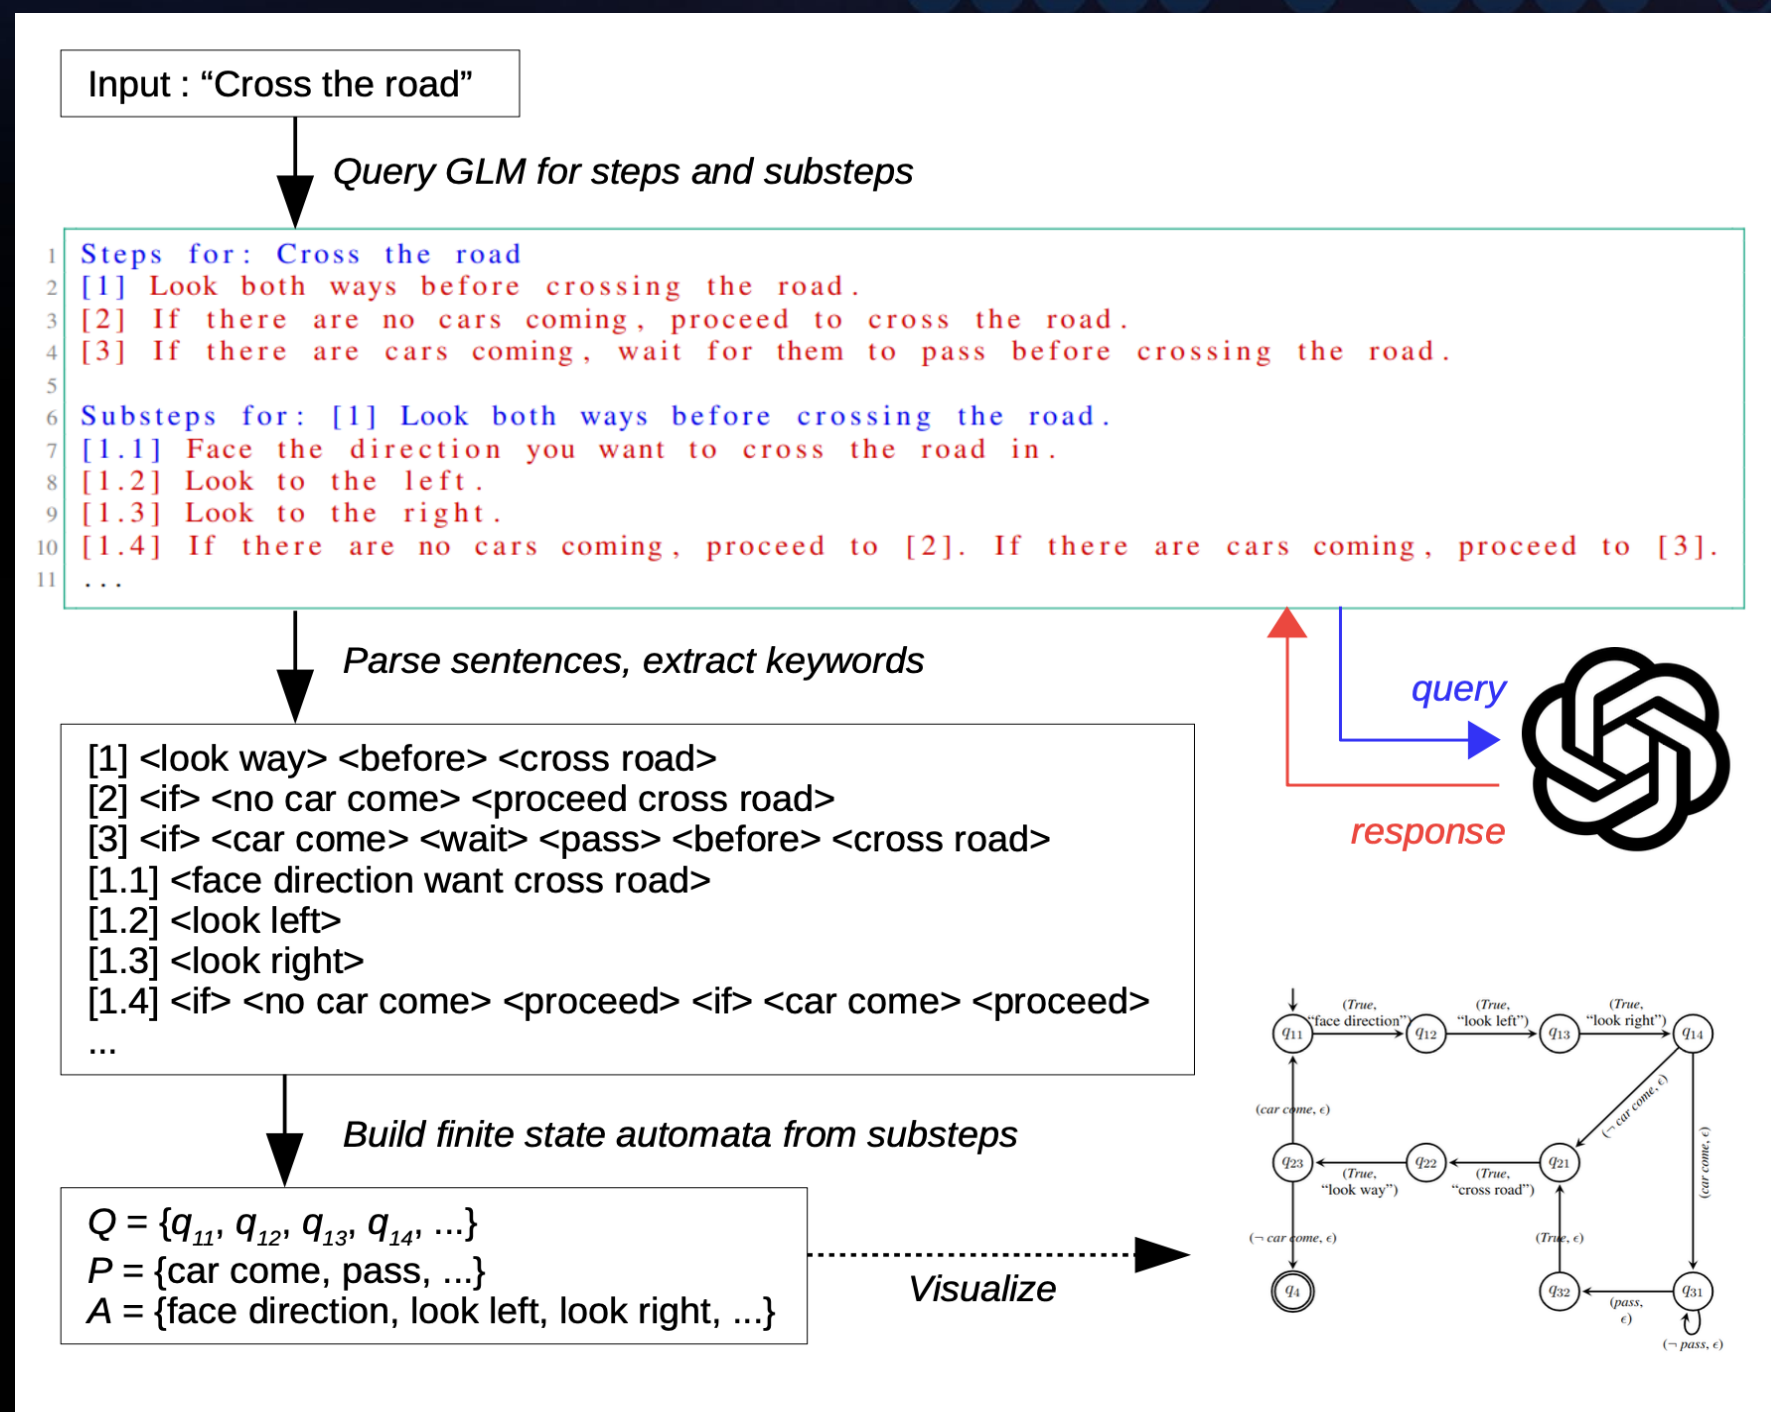 Input : “Cross the road”
Query GLM for steps and substeps
1 Steps for: Cross the road
2 [1] Look both ways before crossing the road.
3 [2] If there are no cars coming, proceed to cross the road.
4 [3] If there are cars coming, wait for them to pass before crossing the road.
5
6 Substeps for: [1] Look both ways before crossing the road.
7 [1.1] Face the direction you want to cross the road in.
8 [1.2] Look to the left.
9 [1.3] Look to the right.
10 [1.4] If there are no cars coming, proceed to [2]. If there are cars coming, proceed to [3].
11 ...
Parse sentences, extract keywords
query
response
[1] <look way> <before> <cross road>
[2] <if> <no car come> <proceed cross road>
[3] <if> <car come> <wait> <pass> <before> <cross road>
[1.1] <face direction want cross road>
[1.2] <look left>
[1.3] <look right>
[1.4] <if> <no car come> <proceed> <if> <car come> <proceed>
...
Build finite state automata from substeps
Q = {q11, q12, q13, q14, ...}
P = {car come, pass, ...}
A = {face direction, look left, look right, ...}
Visualize
(True,
“face direction”)
(True,
“look left”)
(True,
“look right”)
q11
q12
q13
q14
(car come, ϵ)
(¬ car come, ϵ)
(car come, ϵ)
q23
q22
q21
(True,
“look way”)
(True,
“cross road”)
(¬ car come, ϵ)
(True, ϵ)
q4
q32
q31
(pass,
ϵ)
(¬ pass, ϵ)